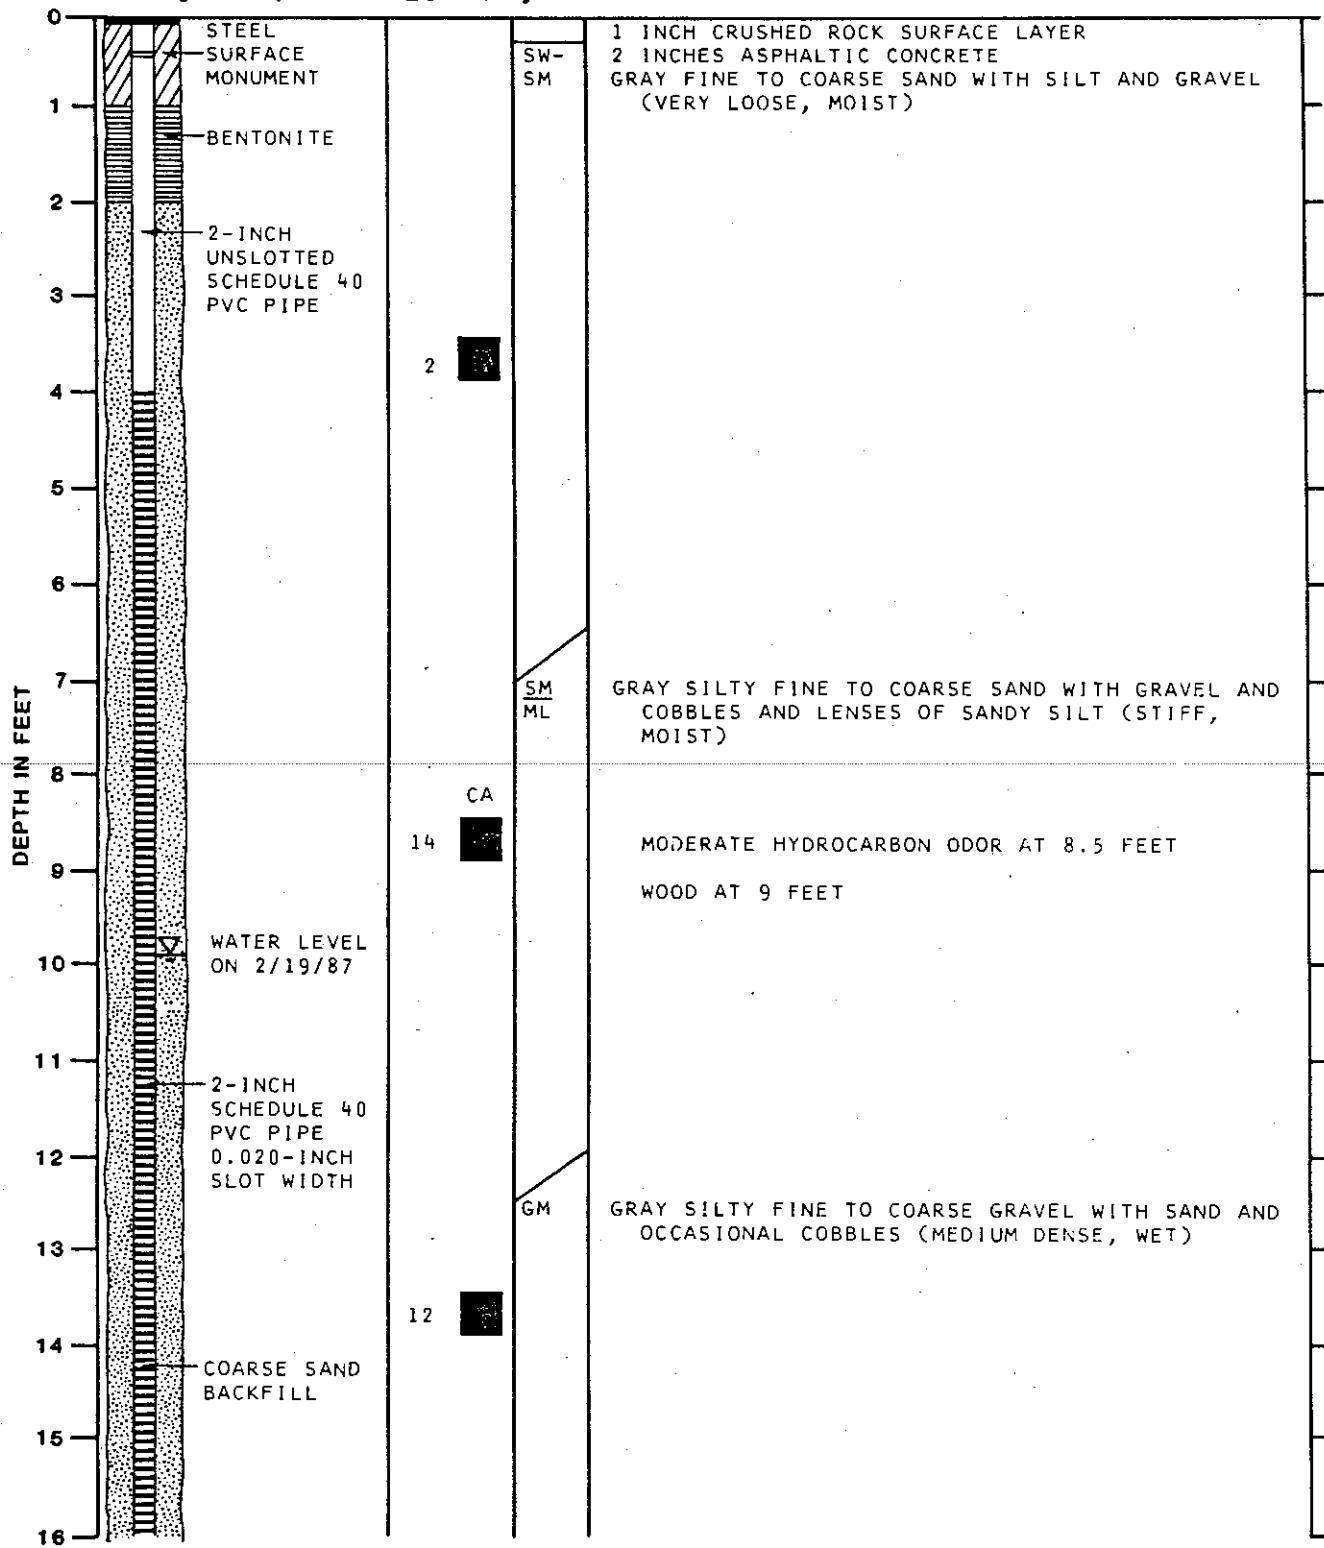 0
STEEL
SURFACE
MONUMENT
1 INCH CRUSHED ROCK SURFACE LAYER
SW-
SM
2 INCHES ASPHALTIC CONCRETE
GRAY FINE TO COARSE SAND WITH SILT AND GRAVEL
(VERY LOOSE, MOIST)
1
BENTONITE
2
2-INCH
UNSLOTTED
SCHEDULE 40
PVC PIPE
3
2
4
5
6
7
SM
ML
GRAY SILTY FINE TO COARSE SAND WITH GRAVEL AND
COBBLES AND LENSES OF SANDY SILT (STIFF,
MOIST)
DEPTH IN FEET
8
CA
14
MODERATE HYDROCARBON ODOR AT 8.5 FEET
9
WOOD AT 9 FEET
WATER LEVEL
ON 2/19/87
10
11
2-INCH
SCHEDULE 40
PVC PIPE
0.020-INCH
SLOT WIDTH
12
GM
GRAY SILTY FINE TO COARSE GRAVEL WITH SAND AND
OCCASIONAL COBBLES (MEDIUM DENSE, WET)
13
12
14
COARSE SAND
BACKFILL
15
16